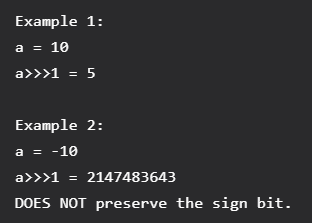 Example 1:
a = 10
a>>>1 = 5
Example 2:
a = -10
a>>>1 = 2147483643
DOES NOT preserve the sign bit.